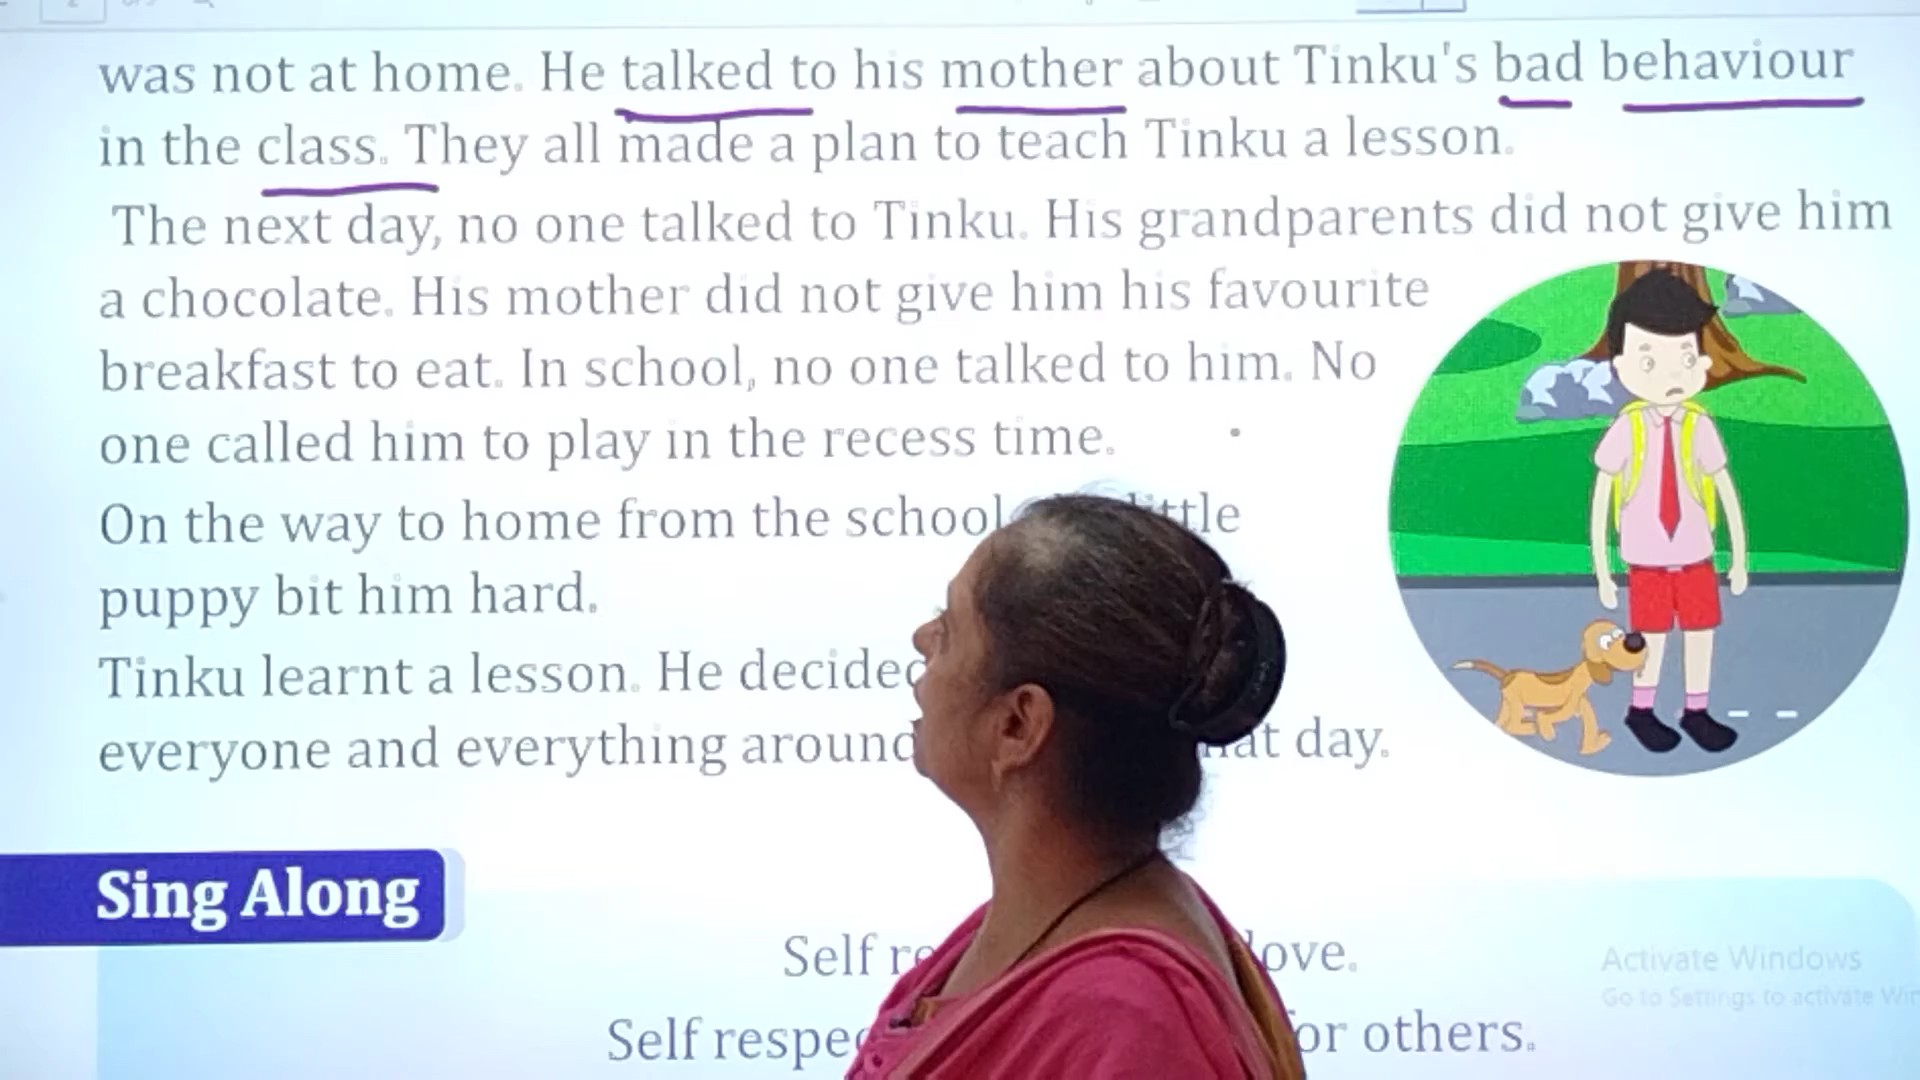 was not at home. He talked to his mother about Tinku's bad behaviour
in the class. They all made a plan to teach Tinku a lesson.
The next day, no one talked to Tinku. His grandparents did not give him
a chocolate. His mother did not give him his favourite
breakfast to eat. In school, no one talked to him. No
one called him to play in the recess time.
On the way to home from the school
puppy bit him hard.
Tinku learnt a lesson. He decided
everyone and everything around day.
Sing Along
Self love.
Self for others.
Activate Windows
Go to Settings to activate